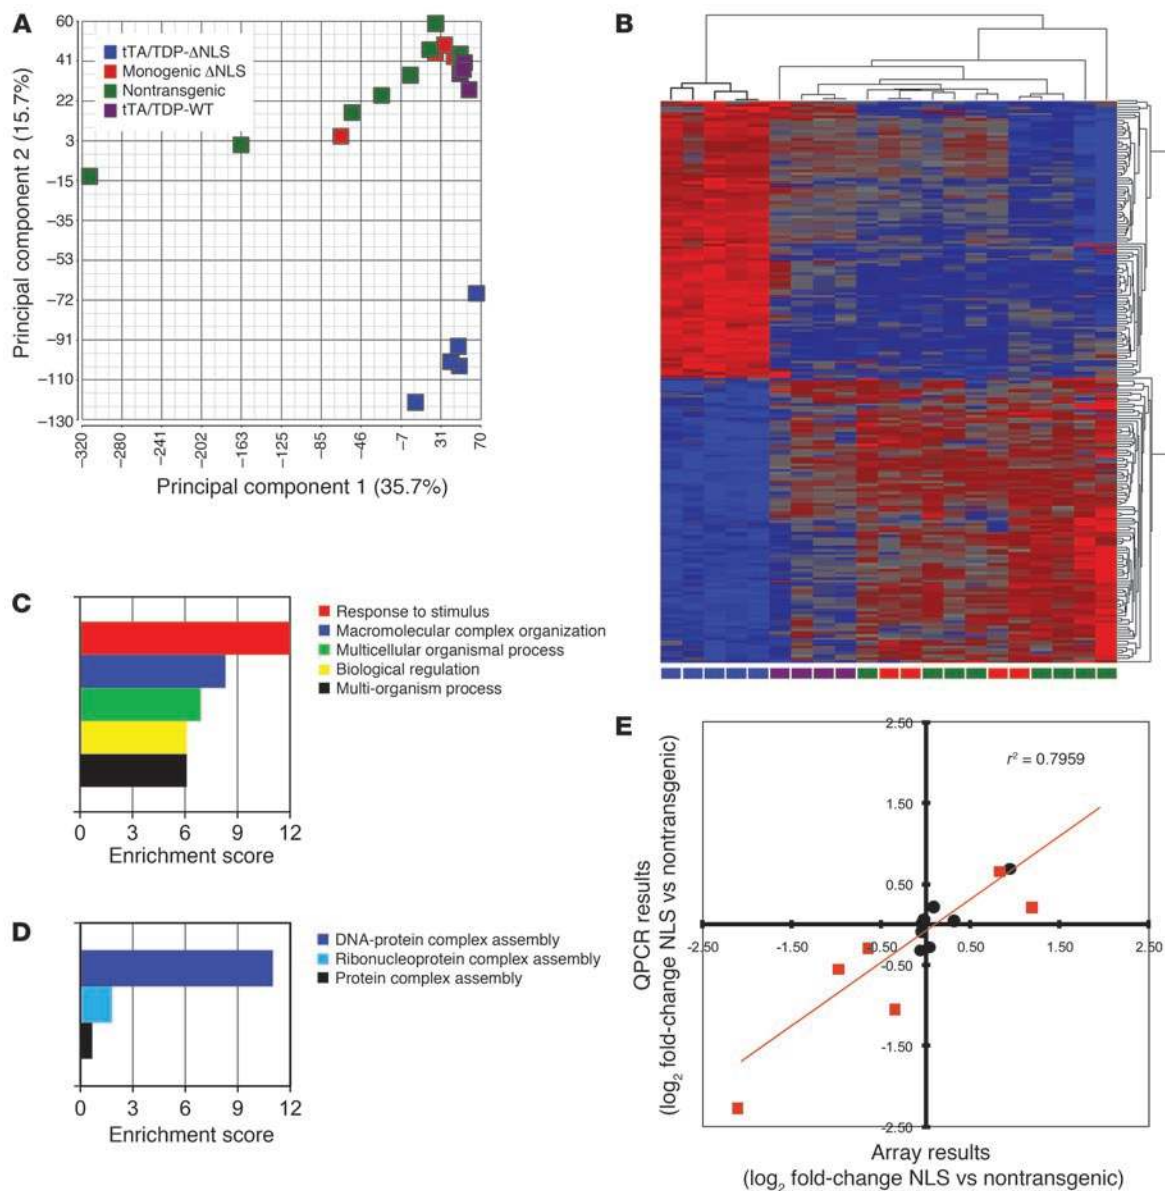 A
Principal component 2 (15.7%)
60
41
22
3
−15
−35
−53
−72
−91
−110
−130
tTA/TDP-ΔNLS
Monogenic ΔNLS
Nontransgenic
tTA/TDP-WT
−320
−280
−241
−202
−163
−125
−85
−46
−7
31
70
Principal component 1 (35.7%)
B
C
Response to stimulus
Macromolecular complex organization
Multicellular organismal process
Biological regulation
Multi-organism process
0 3 6 9 12
Enrichment score
D
DNA-protein complex assembly
Ribonucleoprotein complex assembly
Protein complex assembly
0 3 6 9 12
Enrichment score
E
QPCR results
(log2 fold-change NLS vs nontransgenic)
2.50
r² = 0.7959
1.50
0.50
-2.50 -1.50 -0.50 0.50 1.50 2.50
-0.50
-1.50
-2.50
Array results
(log2 fold-change NLS vs nontransgenic)